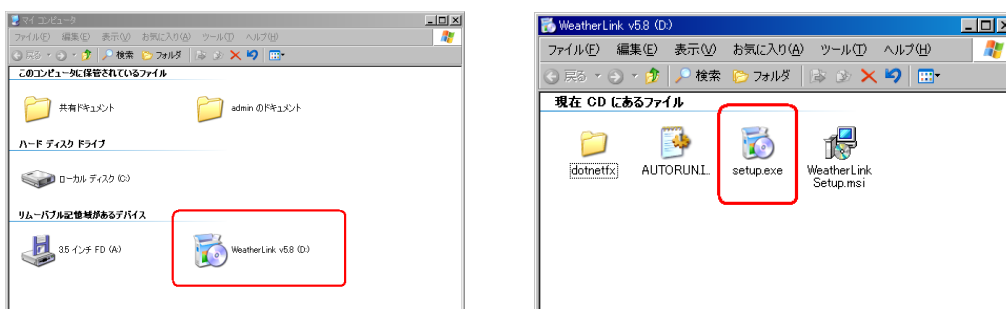 マイ コンピュータ
ファイル(F) 編集(E) 表示(V) お気に入り(A) ツール(T) ヘルプ(H)
戻る 検索 フォルダ
このコンピュータに保管されているファイル
共有ドキュメント admin のドキュメント
ハード ディスク ドライブ
ローカル ディスク (C:)
リムーバブル記憶域があるデバイス
3.5 インチ FD (A:) WeatherLink v5.8 (D:)
WeatherLink v5.8 (D:)
ファイル(F) 編集(E) 表示(V) お気に入り(A) ツール(T) ヘルプ(H)
戻る 検索 フォルダ
現在 CD にあるファイル
dotnetfx AUTORUN.I... setup.exe WeatherLink
Setup.msi